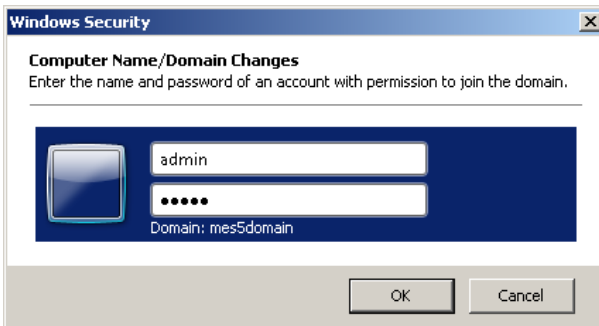 Windows Security
Computer Name/Domain Changes
Enter the name and password of an account with permission to join the domain.
admin
●●●●●
Domain: mes5domain
OK
Cancel